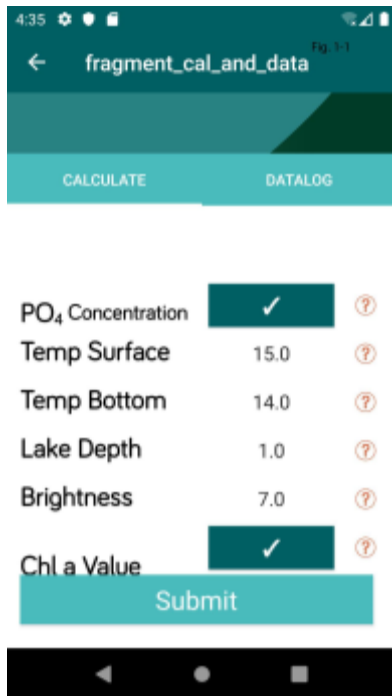 4:35
Fig. 1-1
fragment_cal_and_data
CALCULATE DATALOG
PO₄ Concentration ✓ ?
Temp Surface 15.0 ?
Temp Bottom 14.0 ?
Lake Depth 1.0 ?
Brightness 7.0 ?
Chl a Value ✓ ?
Submit